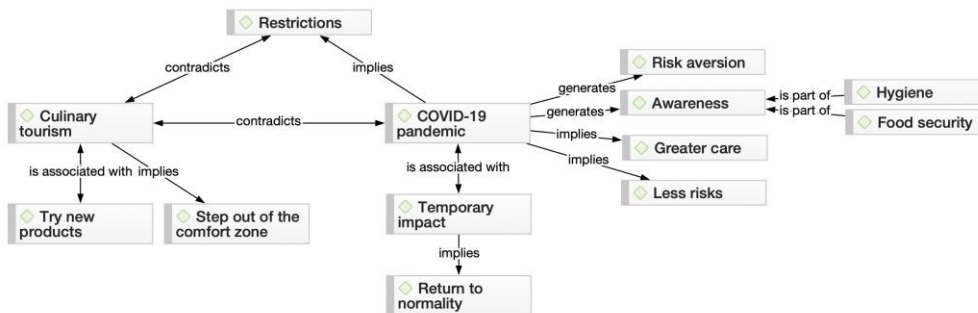 Restrictions
contradicts
implies
Risk aversion
generates
Awareness
generates
is part of
Hygiene
is part of
Food security
Culinary
tourism
contradicts
COVID-19
pandemic
implies
Greater care
implies
Less risks
is associated with
implies
is associated with
Try new
products
Step out of the
comfort zone
Temporary
impact
implies
Return to
normality